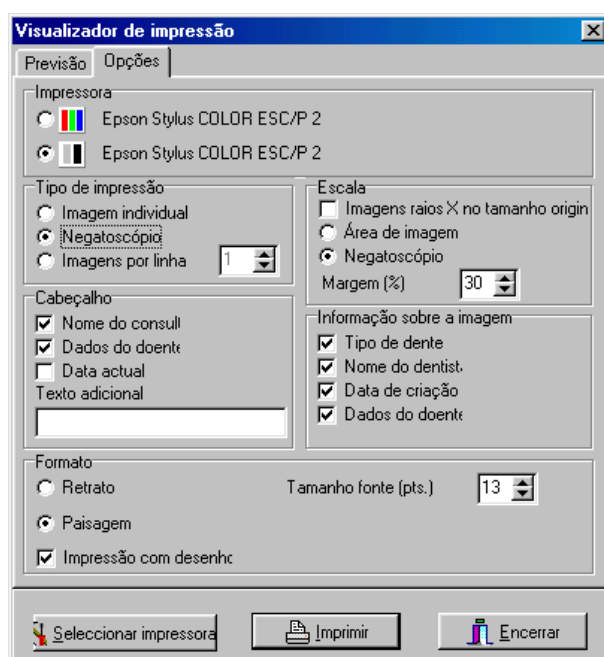 Visualizador de impressão
Previsão Opções
Impressora
Epson Stylus COLOR ESC/P 2
Epson Stylus COLOR ESC/P 2
Tipo de impressão
Imagem individual
Negatoscópio
Imagens por linha 1
Escala
Imagens raios X no tamanho origin
Área de imagem
Negatoscópio
Margem (%) 30
Cabeçalho
Nome do consult
Dados do doente
Data actual
Texto adicional
Informação sobre a imagem
Tipo de dente
Nome do dentist
Data de criação
Dados do doente
Formato
Retrato
Tamanho fonte (pts.) 13
Paisagem
Impressão com desenho
Seleccionar impressora
Imprimir
Encerrar